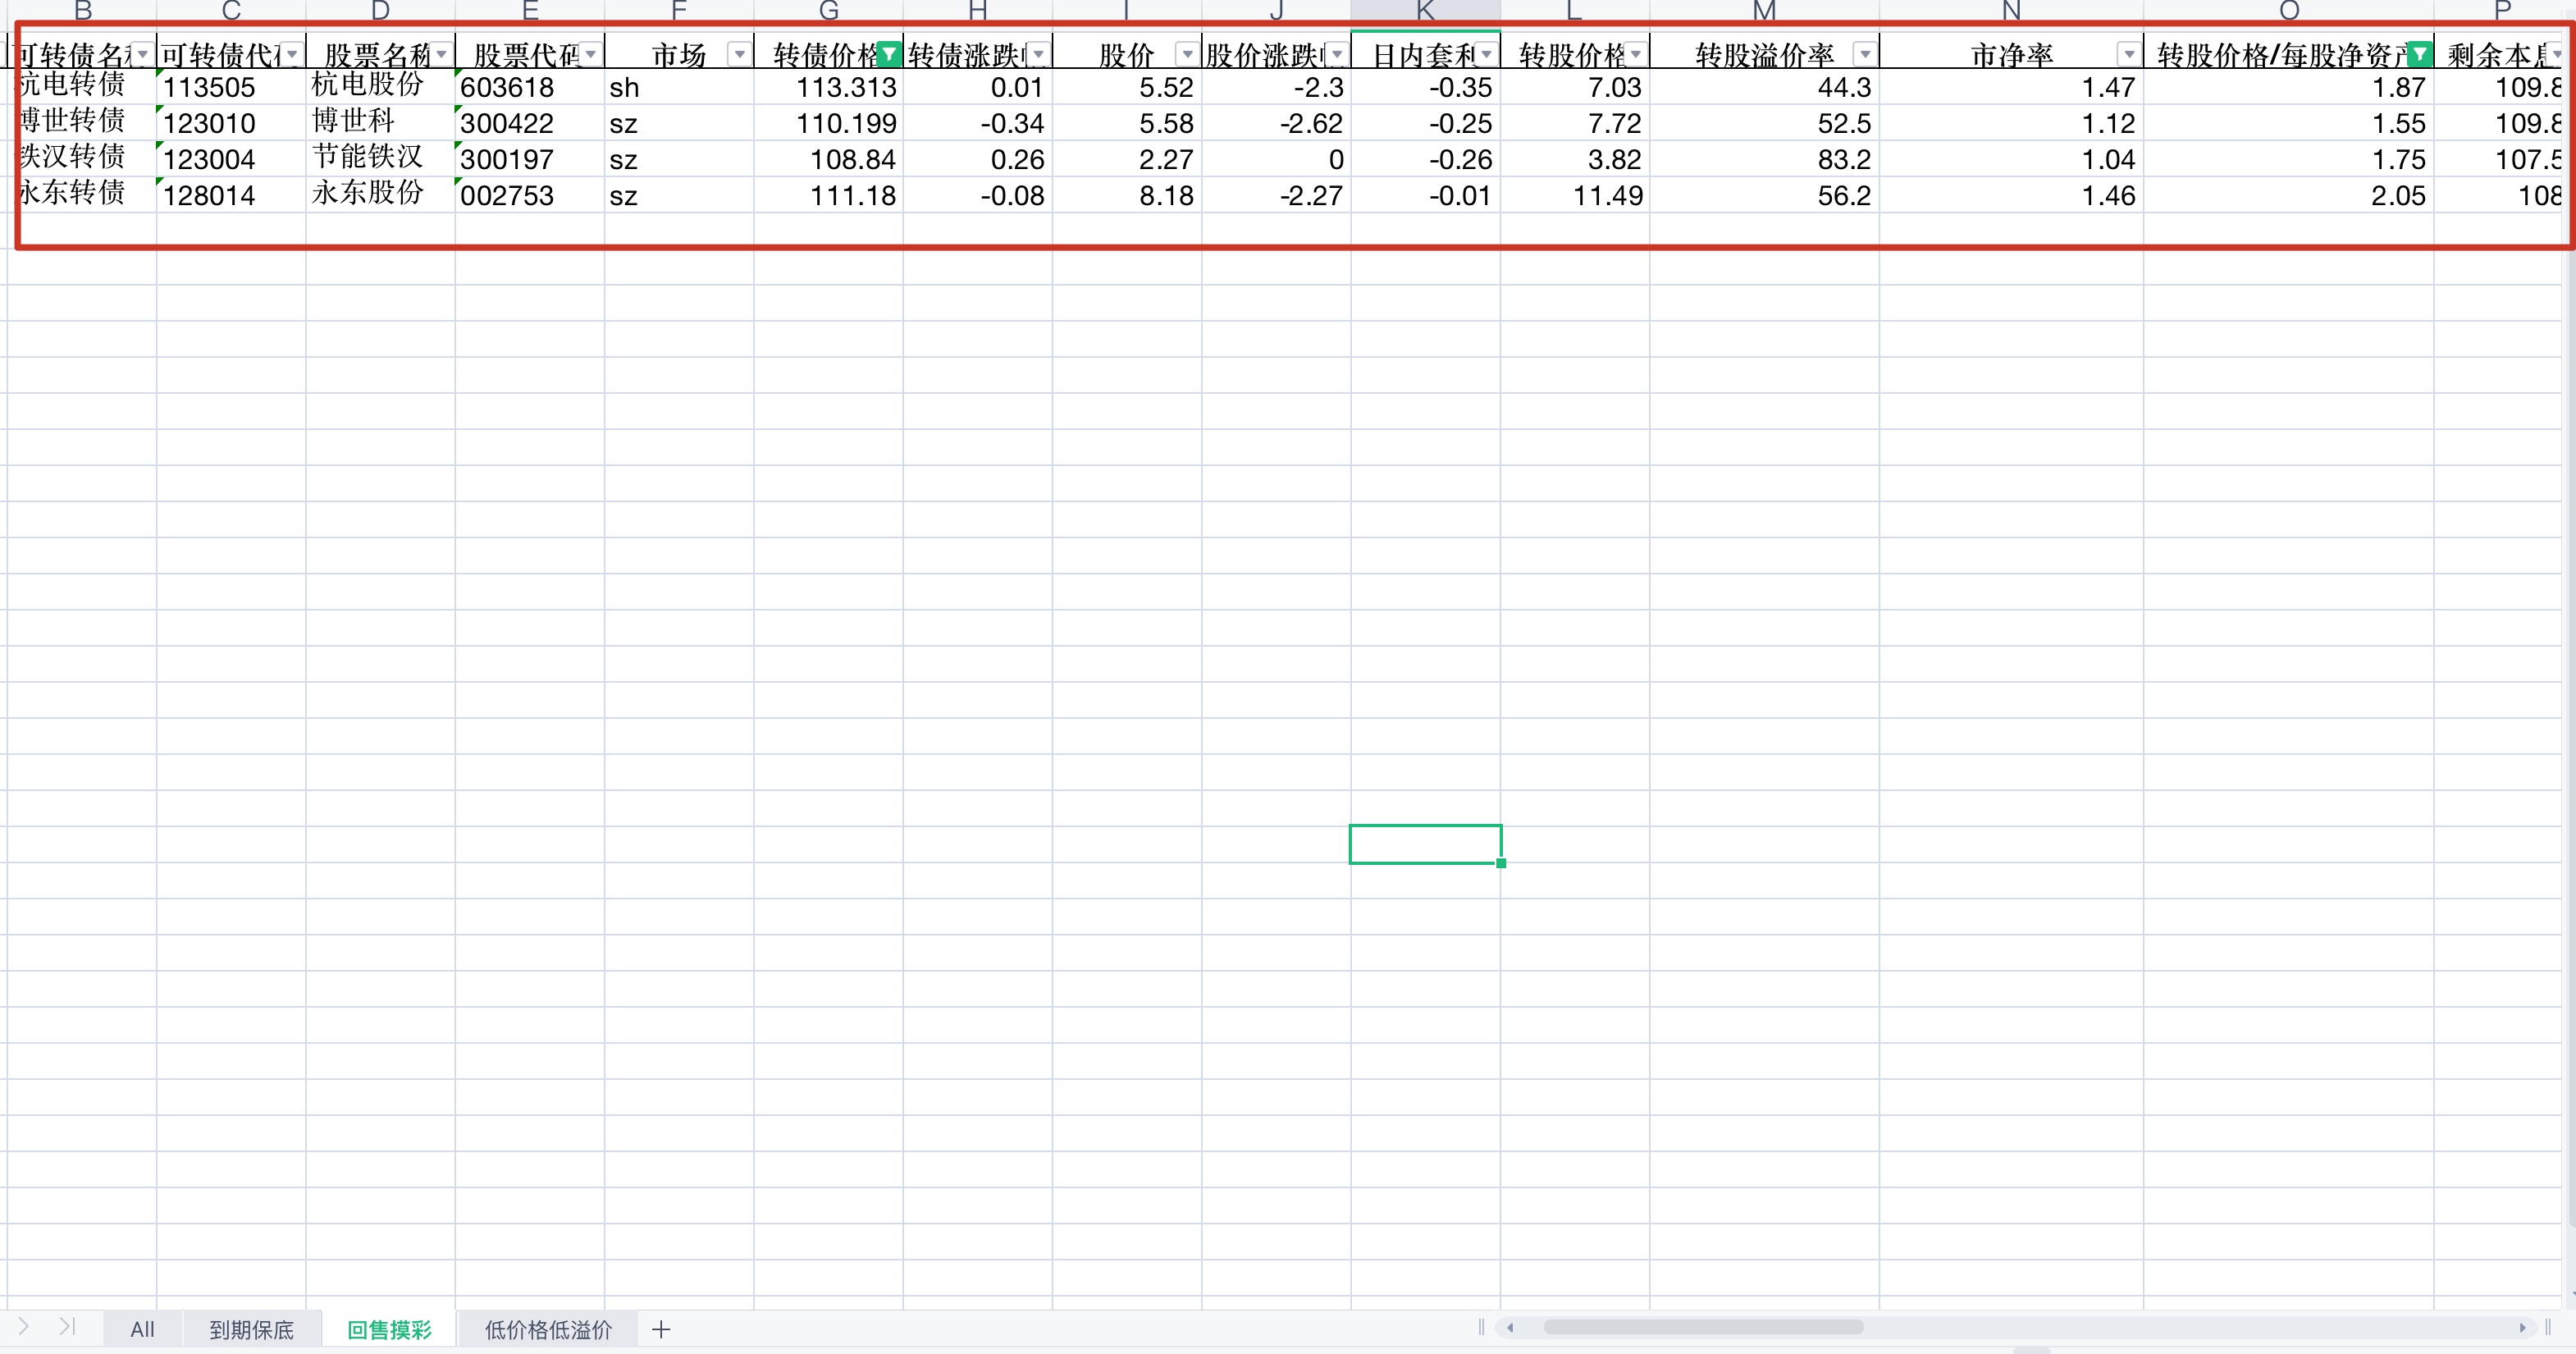 B C D E F G H I J K L M N O P
可转债名 可转债代 股票名称 股票代码 市场 转债价格 转债涨跌 股价 股价涨跌 日内套利 转股价格 转股溢价率 市净率 转股价格/每股净资产 剩余本息
杭电转债 113505 杭电股份 603618 sh 113.313 0.01 5.52 -2.3 -0.35 7.03 44.3 1.47 1.87 109.8
博世转债 123010 博世科 300422 sz 110.199 -0.34 5.58 -2.62 -0.25 7.72 52.5 1.12 1.55 109.8
铁汉转债 123004 节能铁汉 300197 sz 108.84 0.26 2.27 0 -0.26 3.82 83.2 1.04 1.75 107.5
永东转债 128014 永东股份 002753 sz 111.18 -0.08 8.18 -2.27 -0.01 11.49 56.2 1.46 2.05 108
All 到期保底 回售摸彩 低价格低溢价 +